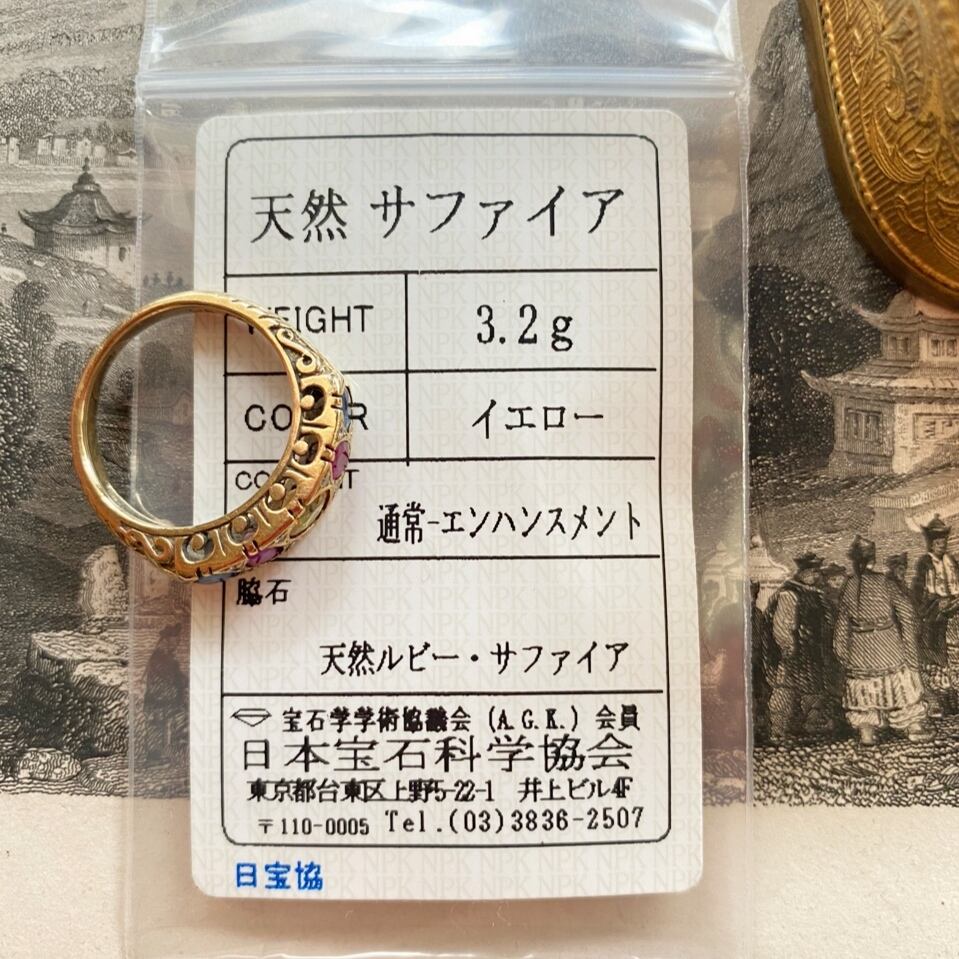 天然 サファイア
WEIGHT 3.2g
COLOR イエロー
COMMENT
通常-エンハンスメント
脇石
天然ルビー・サファイア
宝石学学術協議会 (A.G.K.) 会員
日本宝石科学協会
東京都台東区上野5-22-1 井上ビル4F
〒110-0005 Tel.(03)3836-2507
日宝協